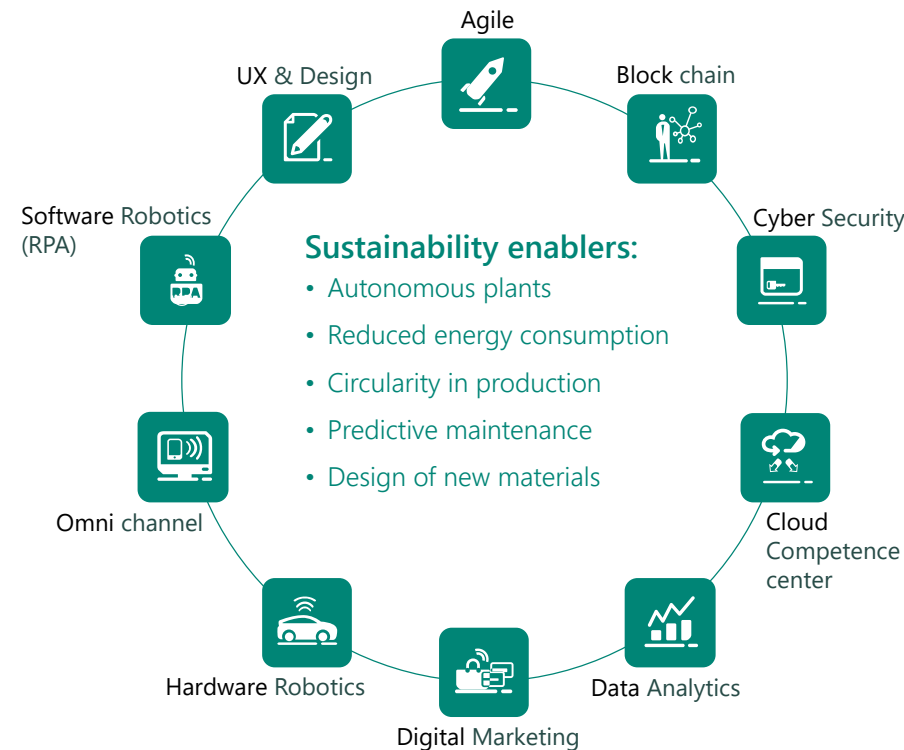 Agile
UX & Design
Block chain
Software Robotics
(RPA)
Cyber Security
RPA
Sustainability enablers:
• Autonomous plants
• Reduced energy consumption
• Circularity in production
• Predictive maintenance
• Design of new materials
Omni channel
Cloud
Competence
center
Hardware Robotics
Data Analytics
Digital Marketing